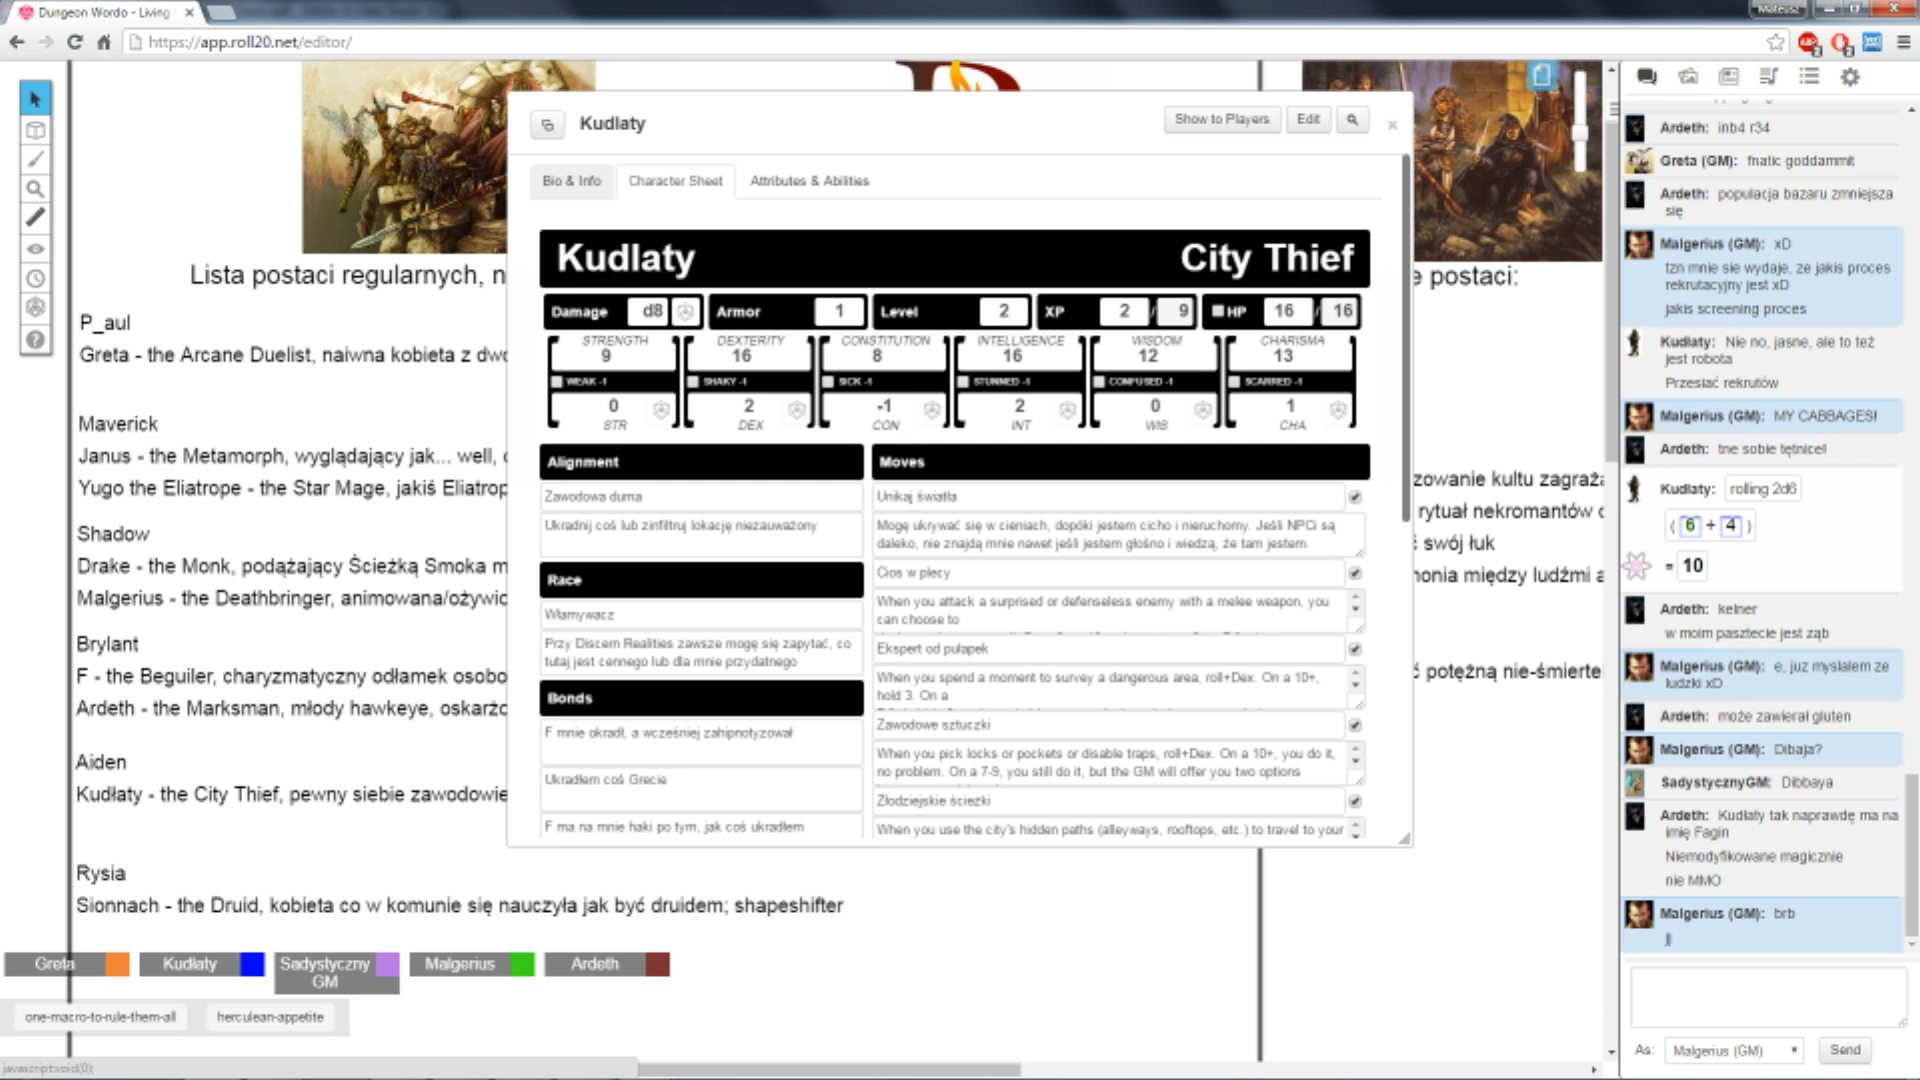 Dungeon Wordo - Living
Mateusz
https://app.roll20.net/editor/
Lista postaci regularnych, n
e postaci:
P_aul
Greta - the Arcane Duelist, naiwna kobieta z dwo
Maverick
Janus - the Metamorph, wyglądający jak... well,
Yugo the Eliatrope - the Star Mage, jakiś Eliatrop
Shadow
Drake - the Monk, podążający Ścieżką Smoka m
Malgerius - the Deathbringer, animowana/ożywio
Brylant
F - the Beguiler, charyzmatyczny odłamek osobo
Ardeth - the Marksman, młody hawkeye, oskarżo
Aiden
Kudłaty - the City Thief, pewny siebie zawodowie
Rysia
Sionnach - the Druid, kobieta co w komunie się nauczyła jak być druidem; shapeshifter
zowanie kultu zagraża
rytuał nekromantów
swój łuk
nonia między ludźmi a
potężną nie-śmiertel
Kudlaty
Show to Players
Edit
Bio & Info
Character Sheet
Attributes & Abilities
Kudlaty City Thief
Damage d8 Armor 1 Level 2 XP 2 / 9 HP 16 / 16
STRENGTH DEXTERITY CONSTITUTION INTELLIGENCE WISDOM CHARISMA
9 16 8 16 12 13
WEAK -1 SHAKY -1 SICK -1 STUNNED -1 CONFUSED -1 SCARRED -1
0 2 -1 2 0 1
STR DEX CON INT WIS CHA
Alignment
Zawodowa duma
Ukradnij coś lub zinfiltruj lokację niezauważony
Race
Włamywacz
Przy Discern Realities zawsze mogę się zapytać, co
tutaj jest cennego lub dla mnie przydatnego
Bonds
F mnie okradł, a wcześniej zahipnotyzował
Ukradłem coś Grecie
F ma na mnie haki po tym, jak coś ukradłem
Moves
Unikaj światła
Mogę ukrywać się w cieniach, dopóki jestem cicho i nieruchomy. Jeśli NPCi są
daleko, nie znajdą mnie nawet jeśli jestem głośno i wiedzą, że tam jestem.
Cios w plecy
When you attack a surprised or defenseless enemy with a melee weapon, you
can choose to
Ekspert od pułapek
When you spend a moment to survey a dangerous area, roll+Dex. On a 10+,
hold 3. On a
Zawodowe sztuczki
When you pick locks or pockets or disable traps, roll+Dex. On a 10+, you do it,
no problem. On a 7-9, you still do it, but the GM will offer you two options
Złodziejskie ścieżki
When you use the city's hidden paths (alleyways, rooftops, etc.) to travel to your
Ardeth: inb4 r34
Greta (GM): fnatic goddammit
Ardeth: populacja bazaru zmniejsza
się
Malgerius (GM): xD
tzn mnie sie wydaje, ze jakis proces
rekrutacyjny jest xD
jakis screening proces
Kudłaty: Nie no, jasne, ale to też
jest robota
Przesiać rekrutów
Malgerius (GM): MY CABBAGES!
Ardeth: tne sobie tętnice!!
Kudłaty: rolling 2d6
( 6 + 4 )
= 10
Ardeth: kelner
w moim pasztecie jest ząb
Malgerius (GM): e, juz myslalem ze
ludzki xD
Ardeth: może zawierał gluten
Malgerius (GM): Dibaja?
SadystycznyGM: Dibbaya
Ardeth: Kudłaty tak naprawdę ma na
imię Fagin
Niemodyfikowane magicznie
nie MMO
Malgerius (GM): brb
Greta
Kudłaty
Sadystyczny
GM
Malgerius
Ardeth
one-macro-to-rule-them-all
herculean-appetite
As: Malgerius (GM)
Send
javascript:void(0);